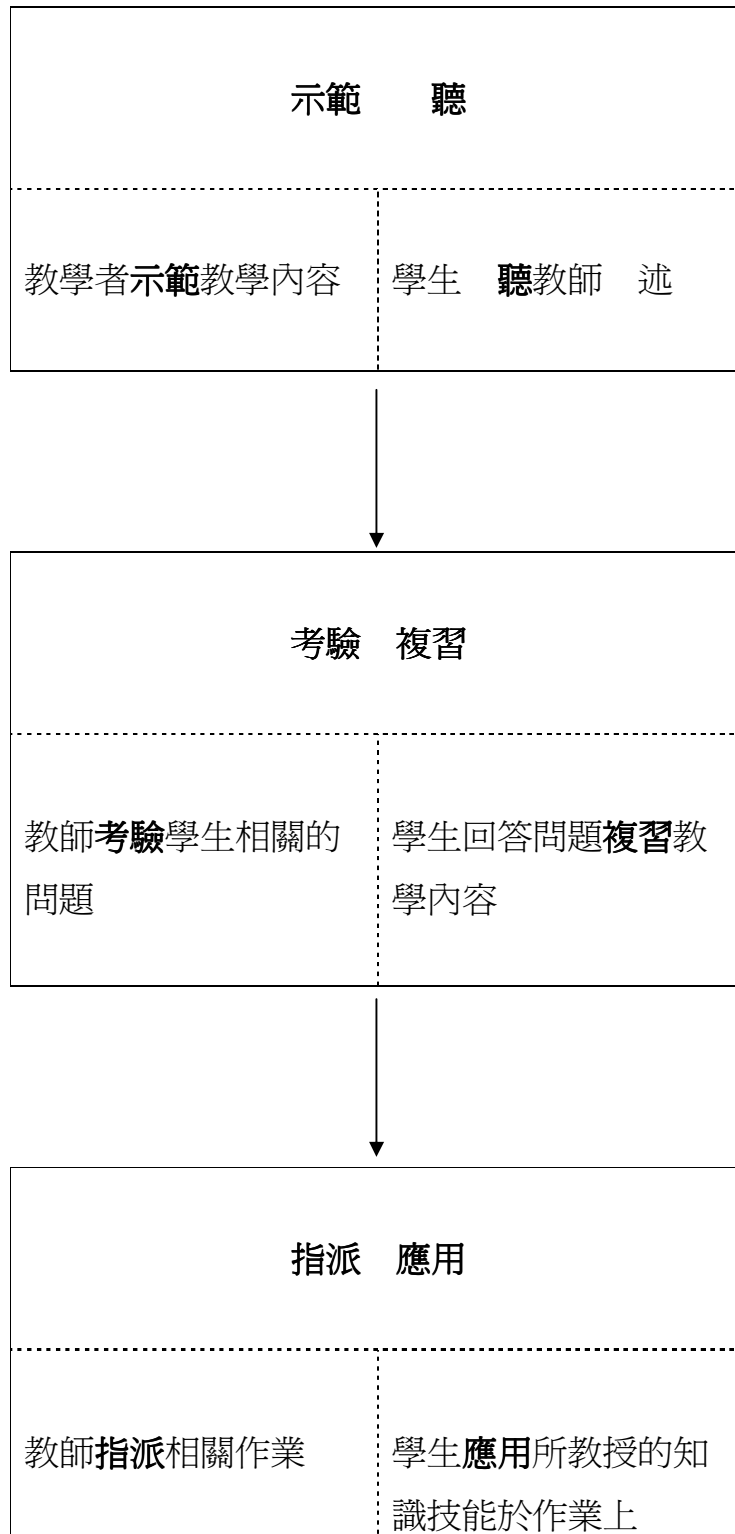 示範　　聽
教學者示範教學內容
學生　聽教師　述
考驗　複習
教師考驗學生相關的
問題
學生回答問題複習教
學內容
指派　應用
教師指派相關作業
學生應用所教授的知
識技能於作業上